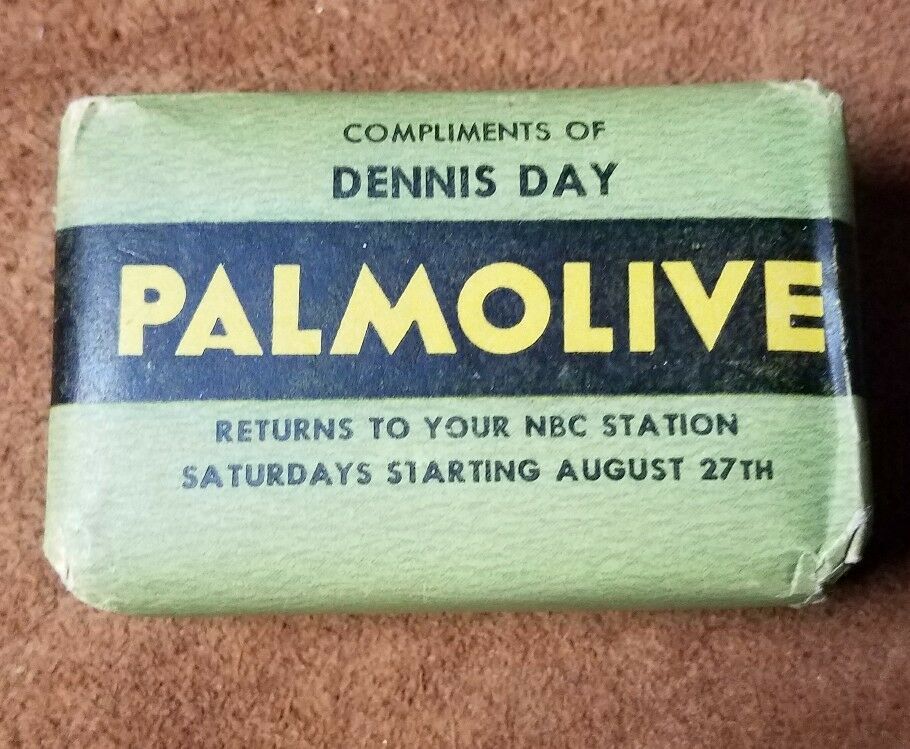 COMPLIMENTS OF
DENNIS DAY
PALMOLIVE
RETURNS TO YOUR NBC STATION
SATURDAYS STARTING AUGUST 27TH